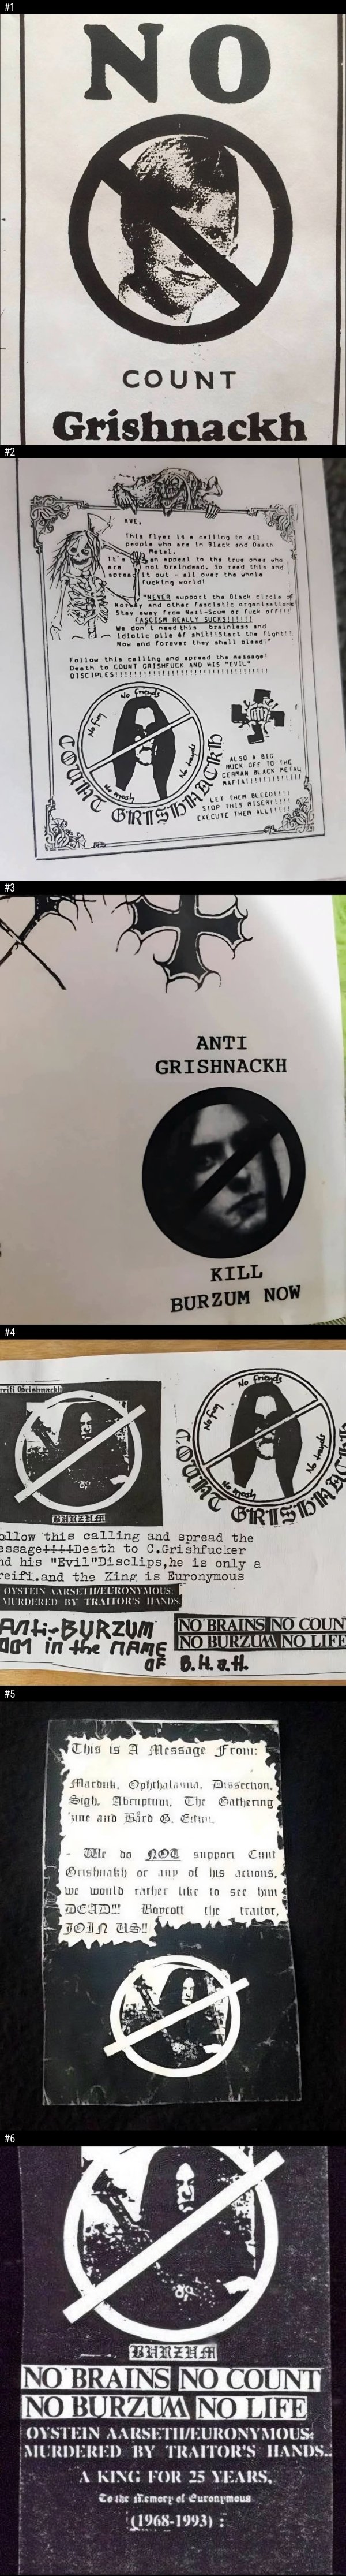 #1
NO
COUNT
Grishnackh
#2
AVE,
This flyer is a calling to all
people who are in Black and Death
Metal.
It's an appeal to the true ones who
are not braindead. So read this and
spread it out - all over the whole
fucking world!
"NEVER support the Black circle of
Norway and other fascistic organisations!
Stay away from Nazi-Scum or fuck off!!!
FASCISM REALLY SUCKS!!!!!!
We don't need this brainless and
idiotic pile of shit!!Start the fight!!
Now and forever they shall bleed!"
Follow this calling and spread the message!
Death to COUNT GRISHFUCK AND HIS "EVIL"
DISCIPLES!!!!!!!!!!!!!!!!!!!!!!!!!!!!
No friends
No fun
No trends
No mosh
COUNT GRISHNACKH
ALSO A BIG
FUCK OFF TO THE
GERMAN BLACK METAL
MAFIA!!!!!!!!!!!!
LET THEM BLEED!!!!
STOP THIS MISERY!!!!!
EXECUTE THEM ALL!!!!!
#3
ANTI
GRISHNACKH
KILL
BURZUM NOW
#4
Grishnackh
BURZUM
No friends
No fun
No trends
No mosh
COUNT GRISHNACKH
ollow this calling and spread the
essage!!!!Death to C.Grishfucker
nd his "Evil"Disclips,he is only a
reifi.and the King is Euronymous
OYSTEIN AARSETH/EURONYMOUS:
MURDERED BY TRAITOR'S HANDS.
ANTi-BURZUM
001 in the NAME
OF B.H.o.H.
NO BRAINS NO COUN
NO BURZUM NO LIFE
#5
This is A Message From:
Marduk, Ophthalamia, Dissection,
Sigh, Abruptum, The Gathering
'zine and Bård G. Eithun.
- We do NOT support Cunt
Grishnakh or any of his actions,
we would rather like to see him
DEAD!!! Boycott the traitor,
JOIN US!!
#6
BURZUM
NO BRAINS NO COUNT
NO BURZUM NO LIFE
OYSTEIN AARSETH/EURONYMOUS:
MURDERED BY TRAITOR'S HANDS..
A KING FOR 25 YEARS,
To the Memory of Euronymous
(1968-1993) :